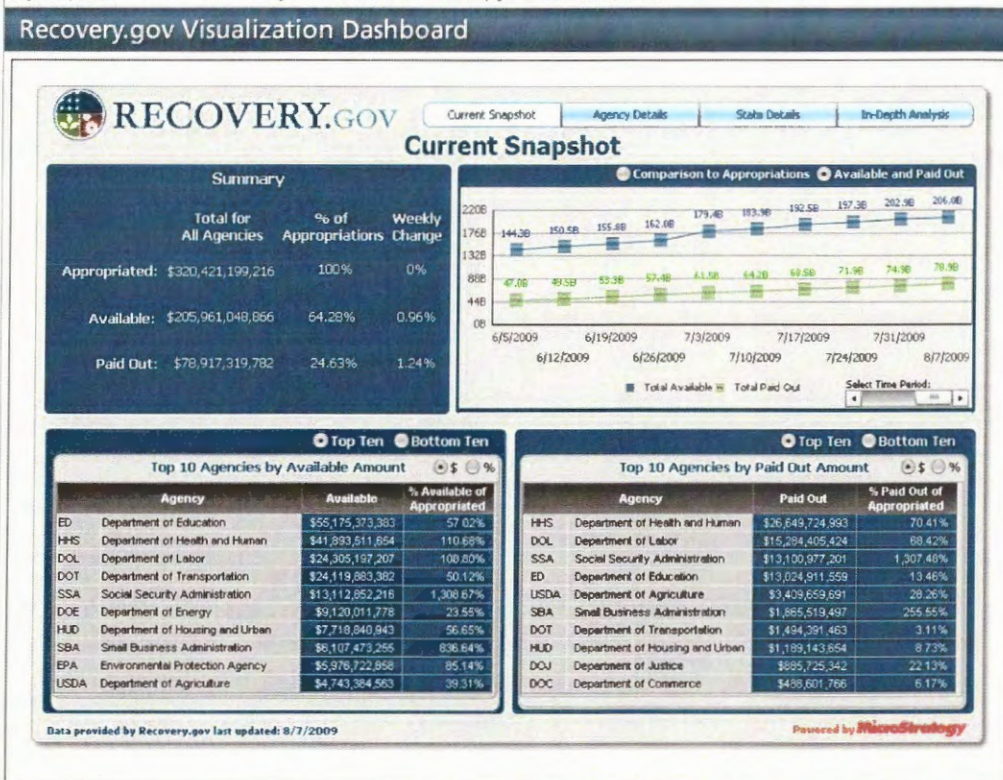 Recovery.gov Visualization Dashboard
RECOVERY.GOV
Current Snapshot Agency Details State Details In-Depth Analysis
Current Snapshot
Summary
Total for All Agencies % of Appropriations Weekly Change
Appropriated: $320,421,199,216 100% 0%
Available: $205,961,048,866 64.28% 0.96%
Paid Out: $78,917,319,782 24.63% 1.24%
Comparison to Appropriations Available and Paid Out
220B
176B
132B
88B
44B
0B
144.3B 150.5B 155.8B 162.0B 179.4B 183.9B 192.5B 197.3B 202.9B 206.0B
47.0B 49.5B 53.3B 57.4B 61.5B 64.2B 68.5B 71.9B 74.9B 78.9B
6/5/2009 6/19/2009 7/3/2009 7/17/2009 7/31/2009
6/12/2009 6/26/2009 7/10/2009 7/24/2009 8/7/2009
Total Available Total Paid Out Select Time Period:
Top Ten Bottom Ten
Top 10 Agencies by Available Amount $ %
Agency Available % Available of Appropriated
ED Department of Education $55,175,373,383 57.02%
HHS Department of Health and Human $41,893,511,654 110.68%
DOL Department of Labor $24,305,197,207 108.80%
DOT Department of Transportation $24,119,883,382 50.12%
SSA Social Security Administration $13,112,852,216 1,308.67%
DOE Department of Energy $9,120,011,778 23.55%
HUD Department of Housing and Urban $7,718,840,943 56.65%
SBA Small Business Administration $6,107,473,255 836.64%
EPA Environmental Protection Agency $5,976,722,858 85.14%
USDA Department of Agriculture $4,743,384,563 39.31%
Top Ten Bottom Ten
Top 10 Agencies by Paid Out Amount $ %
Agency Paid Out % Paid Out of Appropriated
HHS Department of Health and Human $26,649,724,993 70.41%
DOL Department of Labor $15,284,405,424 68.42%
SSA Social Security Administration $13,100,977,201 1,307.48%
ED Department of Education $13,024,911,559 13.46%
USDA Department of Agriculture $3,409,659,691 28.26%
SBA Small Business Administration $1,865,519,497 255.55%
DOT Department of Transportation $1,494,391,463 3.11%
HUD Department of Housing and Urban $1,189,143,654 8.73%
DOJ Department of Justice $885,725,342 22.13%
DOC Department of Commerce $488,601,766 6.17%
Data provided by Recovery.gov last updated: 8/7/2009
Powered by MicroStrategy